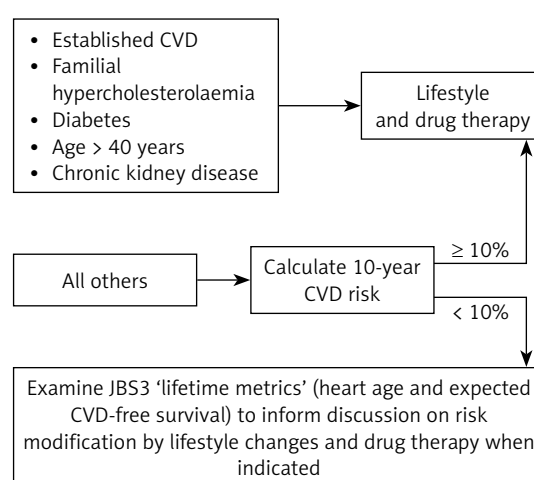 • Established CVD
• Familial
hypercholesterolaemia
• Diabetes
• Age > 40 years
• Chronic kidney disease
Lifestyle
and drug therapy
All others
Calculate 10-year
CVD risk
≥ 10%
< 10%
Examine JBS3 ‘lifetime metrics’ (heart age and expected
CVD-free survival) to inform discussion on risk
modification by lifestyle changes and drug therapy when
indicated